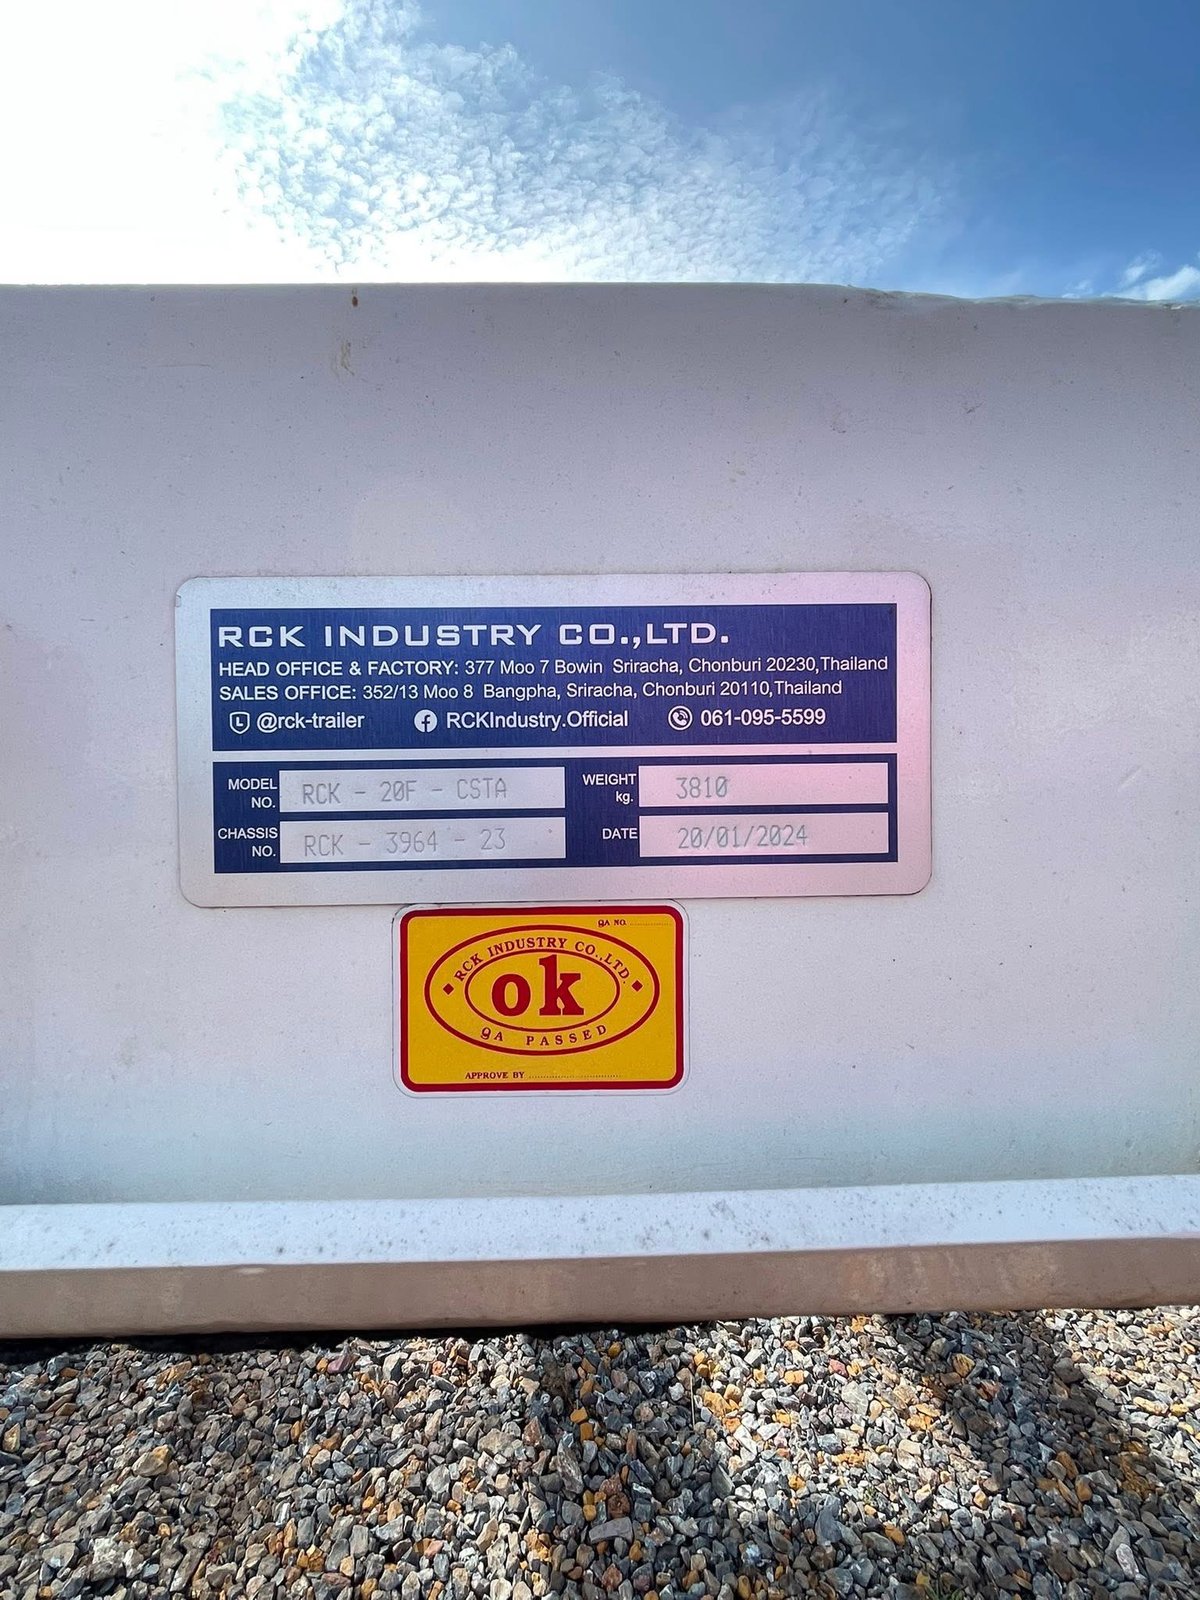 RCK INDUSTRY CO.,LTD.
HEAD OFFICE & FACTORY: 377 Moo 7 Bowin Sriracha, Chonburi 20230,Thailand
SALES OFFICE: 352/13 Moo 8 Bangpha, Sriracha, Chonburi 20110,Thailand
@rck-trailer RCKIndustry.Official 061-095-5599
MODEL NO. RCK - 20F - CSTA
WEIGHT kg. 3810
CHASSIS NO. RCK - 3964 - 23
DATE 20/01/2024
QA NO. ............
RCK INDUSTRY CO.,LTD.
ok
QA PASSED
APPROVE BY ........................